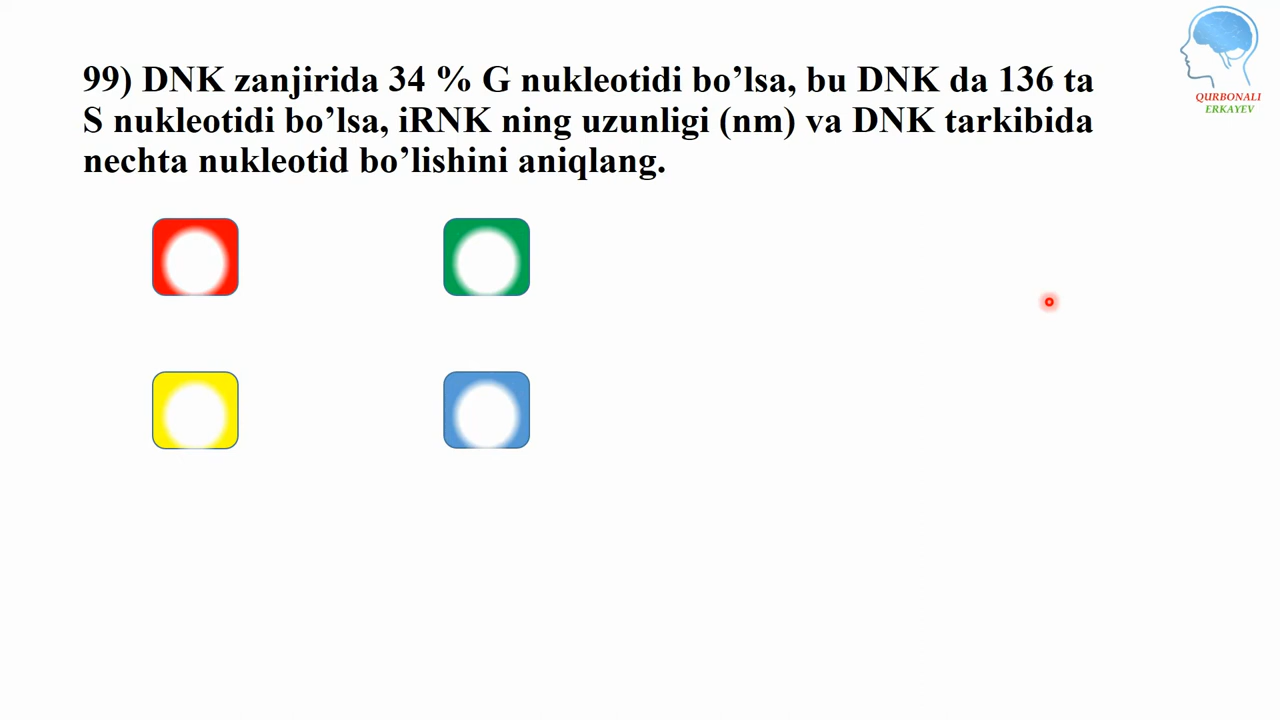 99) DNK zanjirida 34 % G nukleotidi bo’lsa, bu DNK da 136 ta
S nukleotidi bo’lsa, iRNK ning uzunligi (nm) va DNK tarkibida
nechta nukleotid bo’lishini aniqlang.
QURBONALI
ERKAYEV